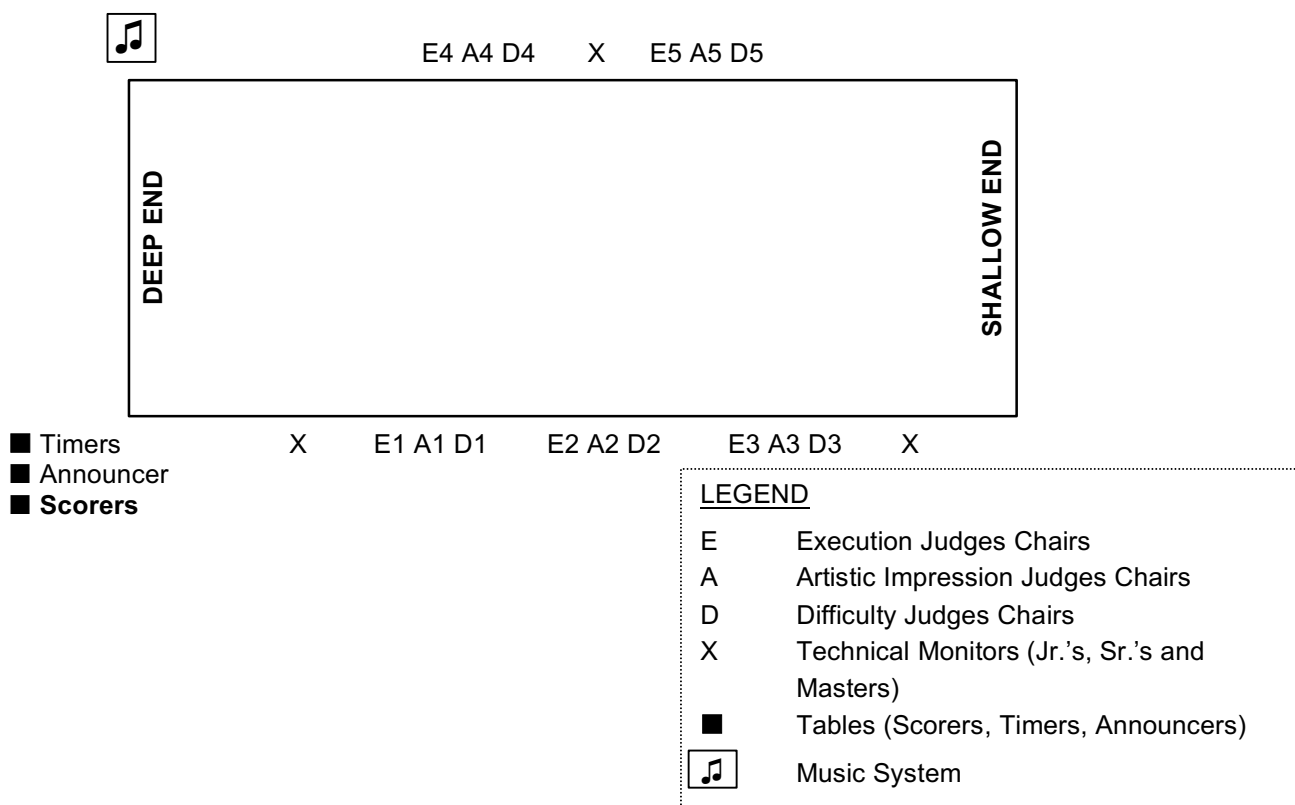 E4 A4 D4 X E5 A5 D5
DEEP END
SHALLOW END
■ Timers X E1 A1 D1 E2 A2 D2 E3 A3 D3 X
■ Announcer
■ Scorers
LEGEND
E Execution Judges Chairs
A Artistic Impression Judges Chairs
D Difficulty Judges Chairs
X Technical Monitors (Jr.’s, Sr.’s and
Masters)
■ Tables (Scorers, Timers, Announcers)
♫ Music System